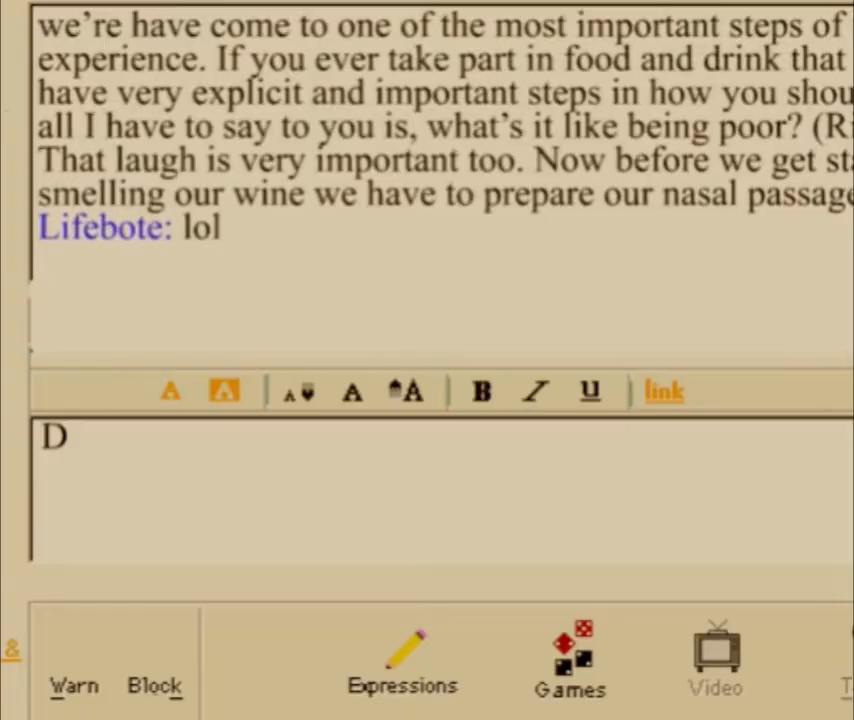 we’re have come to one of the most important steps of
experience. If you ever take part in food and drink that
have very explicit and important steps in how you shou
all I have to say to you is, what’s it like being poor? (R
That laugh is very important too. Now before we get st
smelling our wine we have to prepare our nasal passage
Lifebote: lol
A A A A A B I U link
D
&
Warn Block Expressions Games Video T